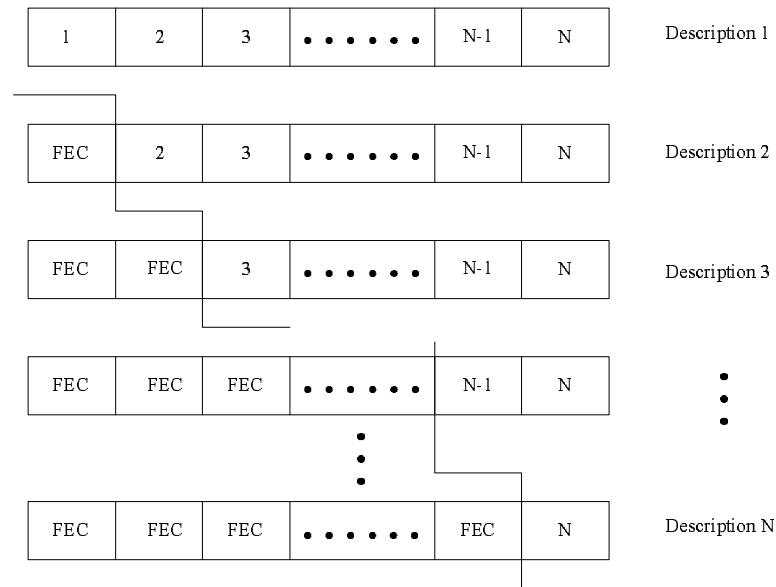 1 2 3 N-1 N Description 1
FEC 2 3 N-1 N Description 2
FEC FEC 3 N-1 N Description 3
FEC FEC FEC N-1 N
FEC FEC FEC FEC N Description N